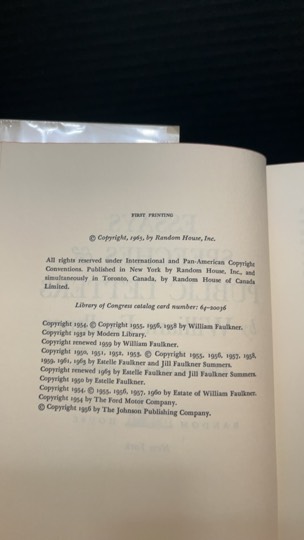 FIRST PRINTING
© Copyright, 1965, by Random House, Inc.
All rights reserved under International and Pan-American Copyright
Conventions. Published in New York by Random House, Inc., and
simultaneously in Toronto, Canada, by Random House of Canada
Limited.
Library of Congress catalog card number: 64-20036
Copyright 1954, © Copyright 1955, 1956, 1958 by William Faulkner.
Copyright 1932 by Modern Library.
Copyright renewed 1959 by William Faulkner.
Copyright 1950, 1951, 1952, 1953, © Copyright 1955, 1956, 1957, 1958,
1959, 1961, 1965 by Estelle Faulkner and Jill Faulkner Summers.
Copyright renewed 1965 by Estelle Faulkner and Jill Faulkner Summers.
Copyright 1950 by Estelle Faulkner.
Copyright 1954 © 1955, 1956, 1957, 1960 by Estate of William Faulkner.
Copyright 1954 by The Ford Motor Company.
© Copyright 1956 by The Johnson Publishing Company.